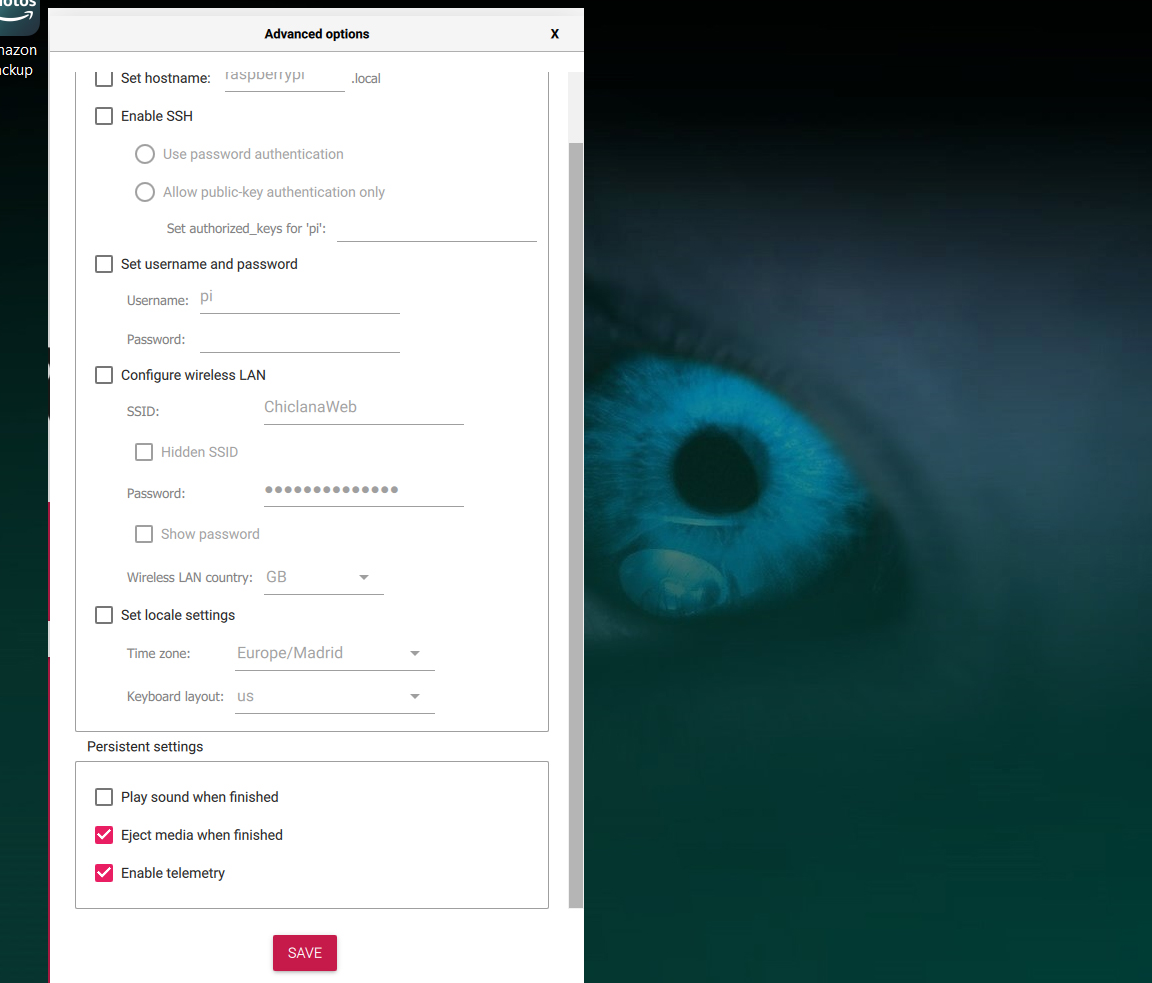 Advanced options X
Set hostname: raspberrypi .local
Enable SSH
Use password authentication
Allow public-key authentication only
Set authorized_keys for 'pi':
Set username and password
Username: pi
Password:
Configure wireless LAN
SSID: ChiclanaWeb
Hidden SSID
Password: ●●●●●●●●●●●●●●
Show password
Wireless LAN country: GB
Set locale settings
Time zone: Europe/Madrid
Keyboard layout: us
Persistent settings
Play sound when finished
Eject media when finished
Enable telemetry
SAVE